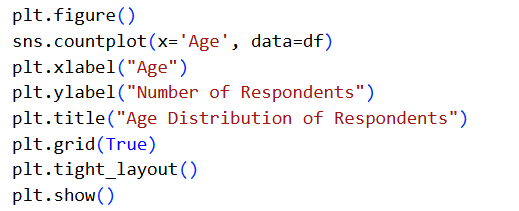 plt.figure()
sns.countplot(x='Age', data=df)
plt.xlabel("Age")
plt.ylabel("Number of Respondents")
plt.title("Age Distribution of Respondents")
plt.grid(True)
plt.tight_layout()
plt.show()